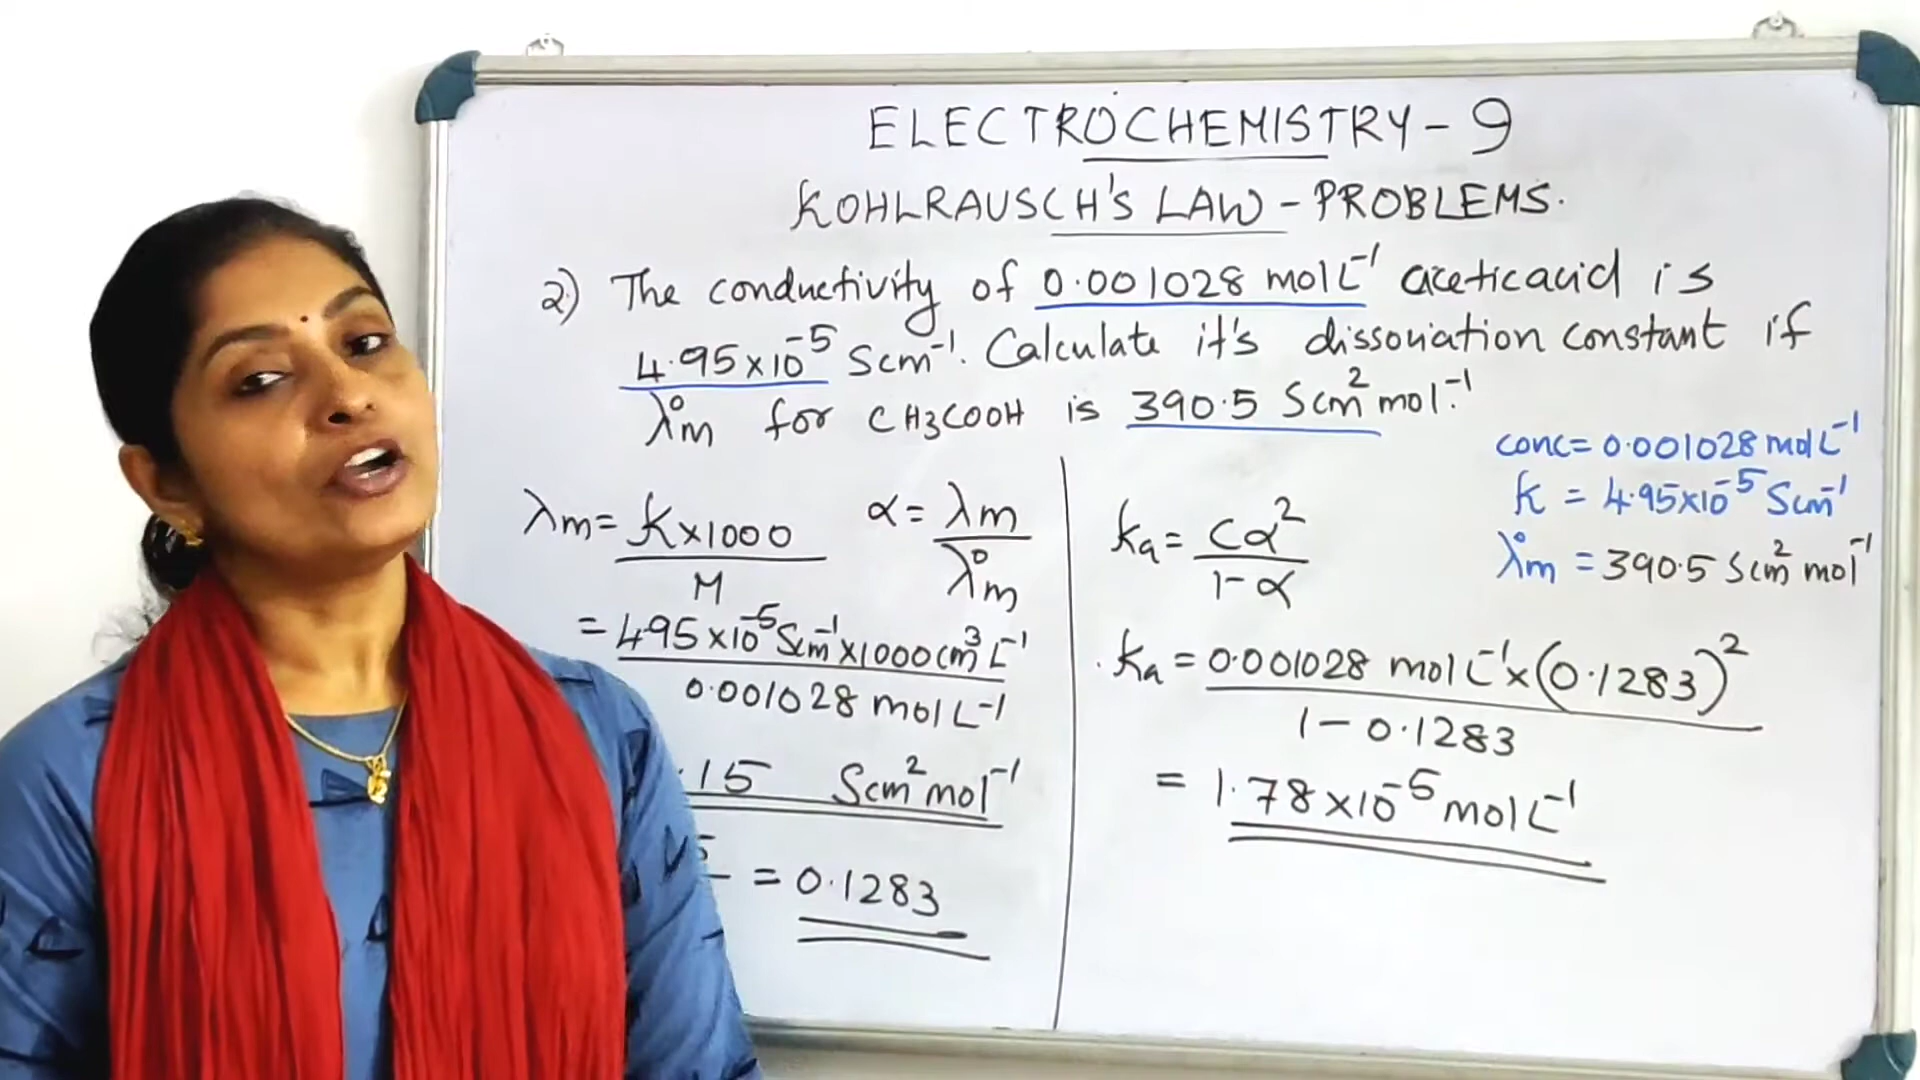 ELECTROCHEMISTRY - 9
KOHLRAUSCH'S LAW - PROBLEMS.
2) The conductivity of 0.001028 mol L⁻¹ aceticacid is
4.95×10⁻⁵ Scm⁻¹. Calculate it's dissociation constant if
λ°m for CH3COOH is 390.5 Scm² mol⁻¹.
conc = 0.001028 mol L⁻¹
K = 4.95×10⁻⁵ Scm⁻¹
λ°m = 390.5 Scm² mol⁻¹
λm = K×1000 / M
α = λm / λ°m
= 4.95×10⁻⁵ Scm⁻¹ × 1000 cm³ L⁻¹ / 0.001028 mol L⁻¹
.15 Scm² mol⁻¹
= 0.1283
Ka = Cα² / 1-α
Ka = 0.001028 mol L⁻¹ × (0.1283)² / 1 - 0.1283
= 1.78×10⁻⁵ mol L⁻¹